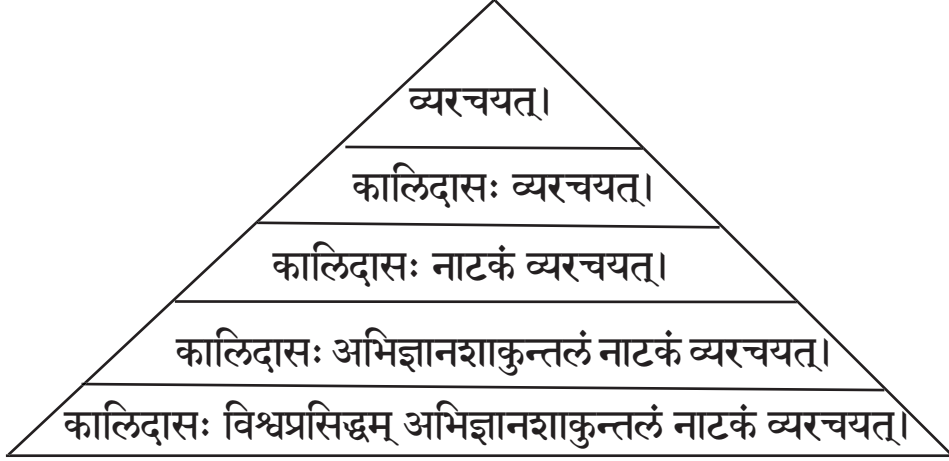 व्यरचयत्।
कालिदासः व्यरचयत्।
कालिदासः नाटकं व्यरचयत्।
कालिदासः अभिज्ञानशाकुन्तलं नाटकं व्यरचयत्।
कालिदासः विश्वप्रसिद्धम् अभिज्ञानशाकुन्तलं नाटकं व्यरचयत्।